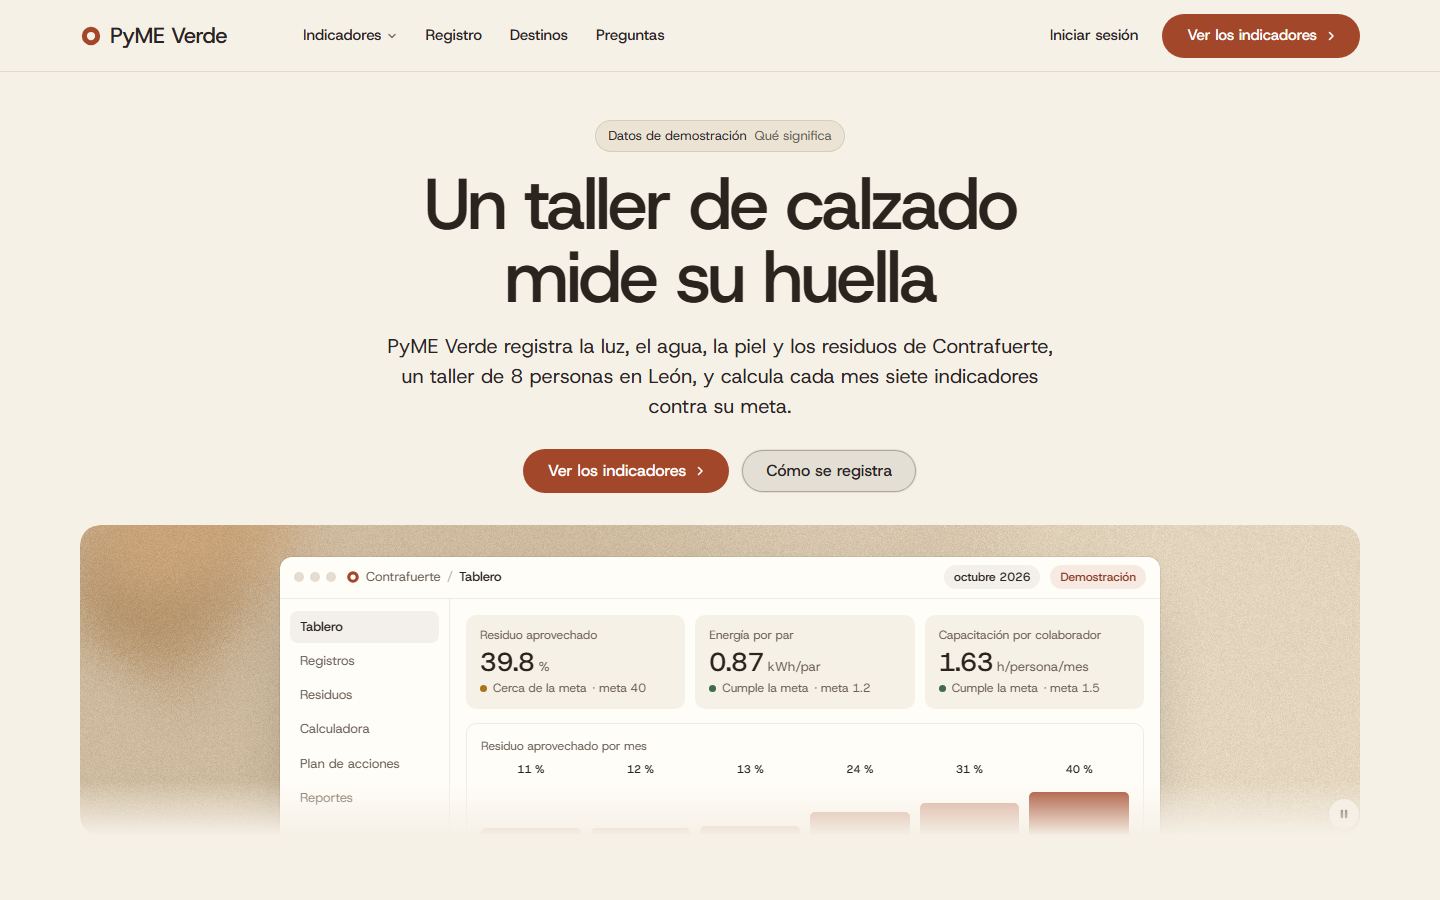 PyME Verde
Indicadores
Registro
Destinos
Preguntas
Iniciar sesión
Ver los indicadores
Datos de demostración Qué significa
Un taller de calzado
mide su huella
PyME Verde registra la luz, el agua, la piel y los residuos de Contrafuerte,
un taller de 8 personas en León, y calcula cada mes siete indicadores
contra su meta.
Ver los indicadores
Cómo se registra
Contrafuerte / Tablero
octubre 2026
Demostración
Tablero
Registros
Residuos
Calculadora
Plan de acciones
Reportes
Residuo aprovechado
39.8 %
Cerca de la meta · meta 40
Energía por par
0.87 kWh/par
Cumple la meta · meta 1.2
Capacitación por colaborador
1.63 h/persona/mes
Cumple la meta · meta 1.5
Residuo aprovechado por mes
11 % 12 % 13 % 24 % 31 % 40 %